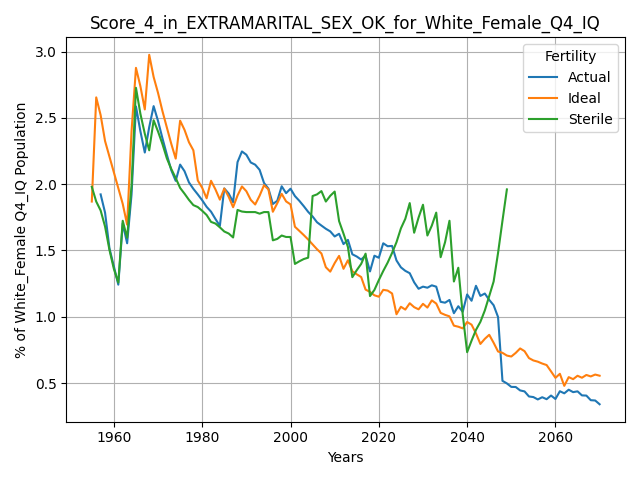 Score_4_in_EXTRAMARITAL_SEX_OK_for_White_Female_Q4_IQ
% of White_Female Q4_IQ Population
3.0
2.5
2.0
1.5
1.0
0.5
Fertility
Actual
Ideal
Sterile
1960
1980
2000
2020
2040
2060
Years